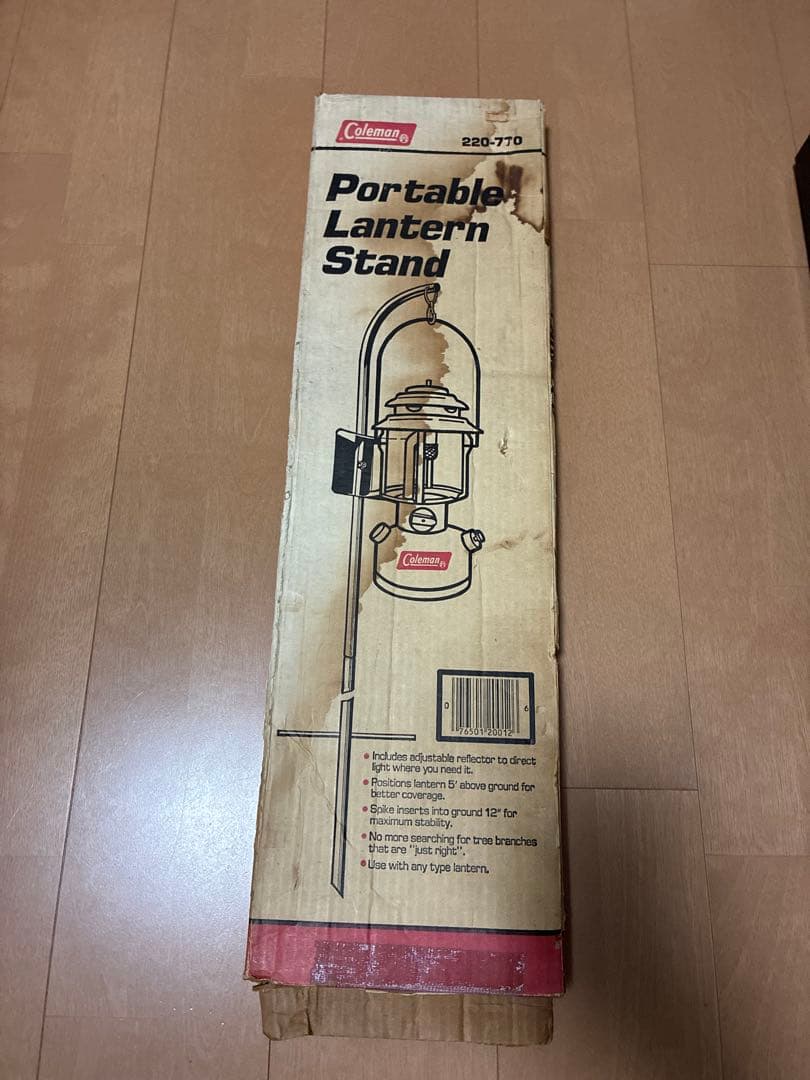 Coleman
220-770
Portable
Lantern
Stand
Coleman
0
6
76501 20012
• Includes adjustable reflector to direct
light where you need it.
• Positions lantern 5' above ground for
better coverage.
• Spike inserts into ground 12" for
maximum stability.
• No more searching for tree branches
that are "just right".
• Use with any type lantern.